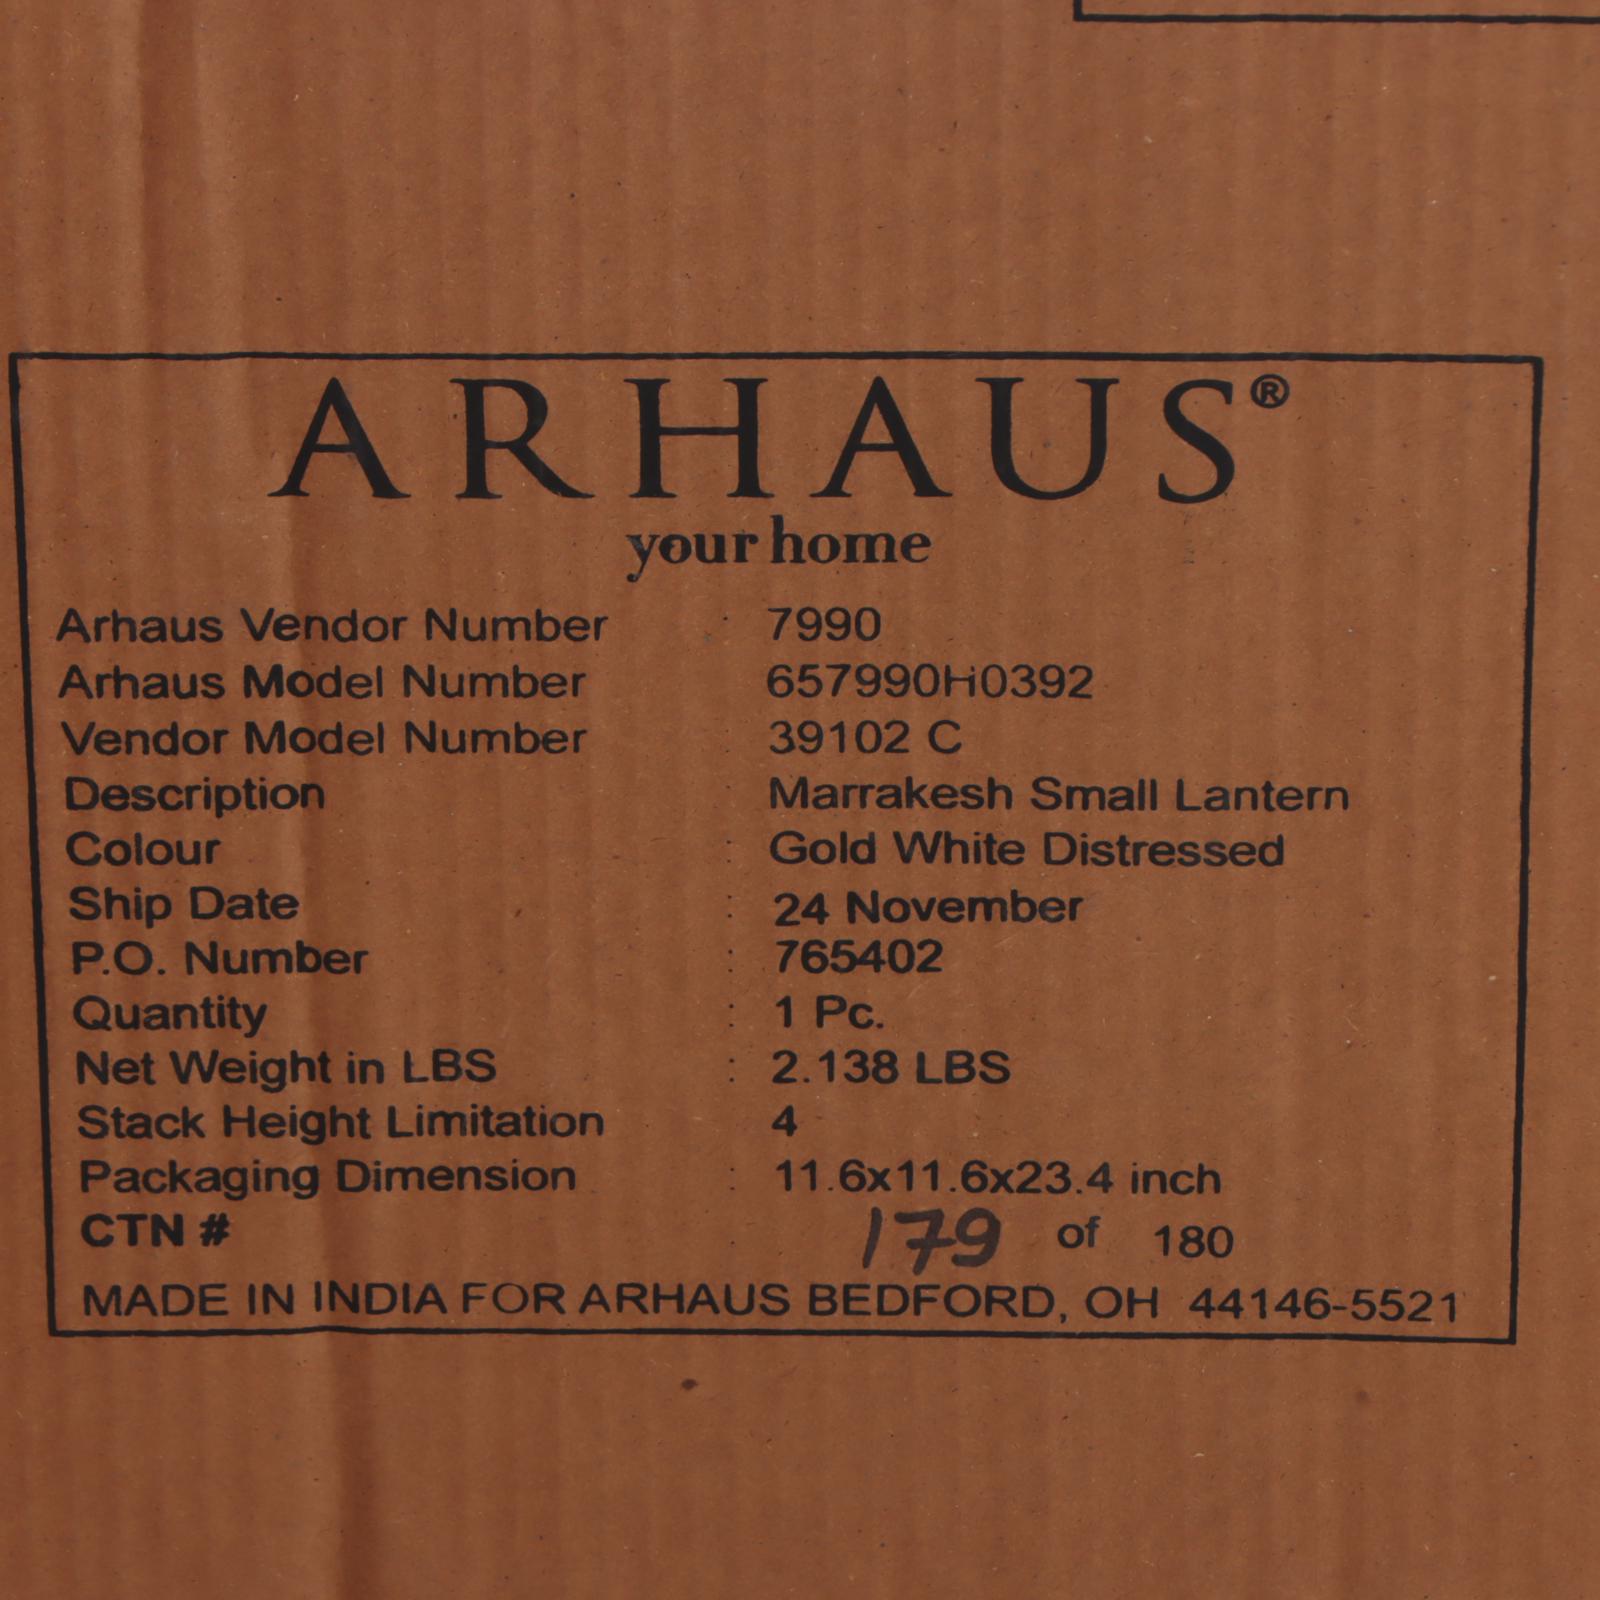 ARHAUS®
your home
Arhaus Vendor Number : 7990
Arhaus Model Number 657990H0392
Vendor Model Number : 39102 C
Description : Marrakesh Small Lantern
Colour : Gold White Distressed
Ship Date : 24 November
P.O. Number : 765402
Quantity : 1 Pc.
Net Weight in LBS : 2.138 LBS
Stack Height Limitation 4
Packaging Dimension : 11.6x11.6x23.4 inch
CTN # 179 of 180
MADE IN INDIA FOR ARHAUS BEDFORD, OH 44146-5521